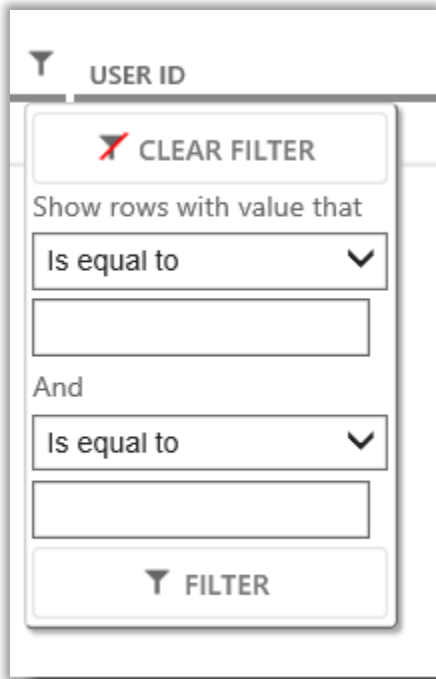 USER ID
CLEAR FILTER
Show rows with value that
Is equal to
And
Is equal to
FILTER